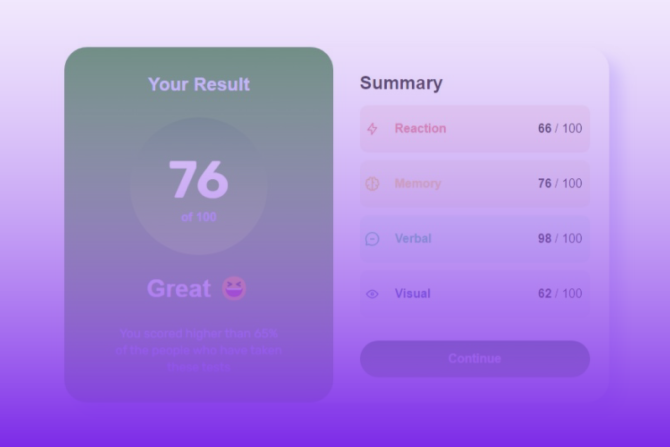 Your Result
76
of 100
Great 😆
You scored higher than 65%
of the people who have taken
these tests.
Summary
Reaction 66 / 100
Memory 76 / 100
Verbal 98 / 100
Visual 62 / 100
Continue